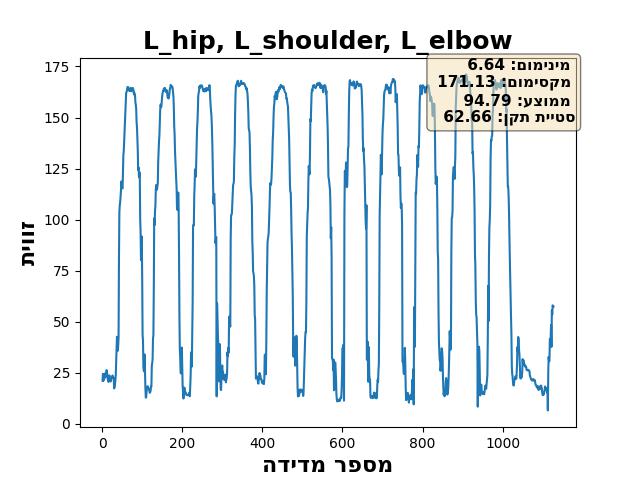 L_hip, L_shoulder, L_elbow
מינימום: 6.64
מקסימום: 171.13
ממוצע: 94.79
סטיית תקן: 62.66
175
150
125
100
75
50
25
0
זווית
0 200 400 600 800 1000
מספר מדידה